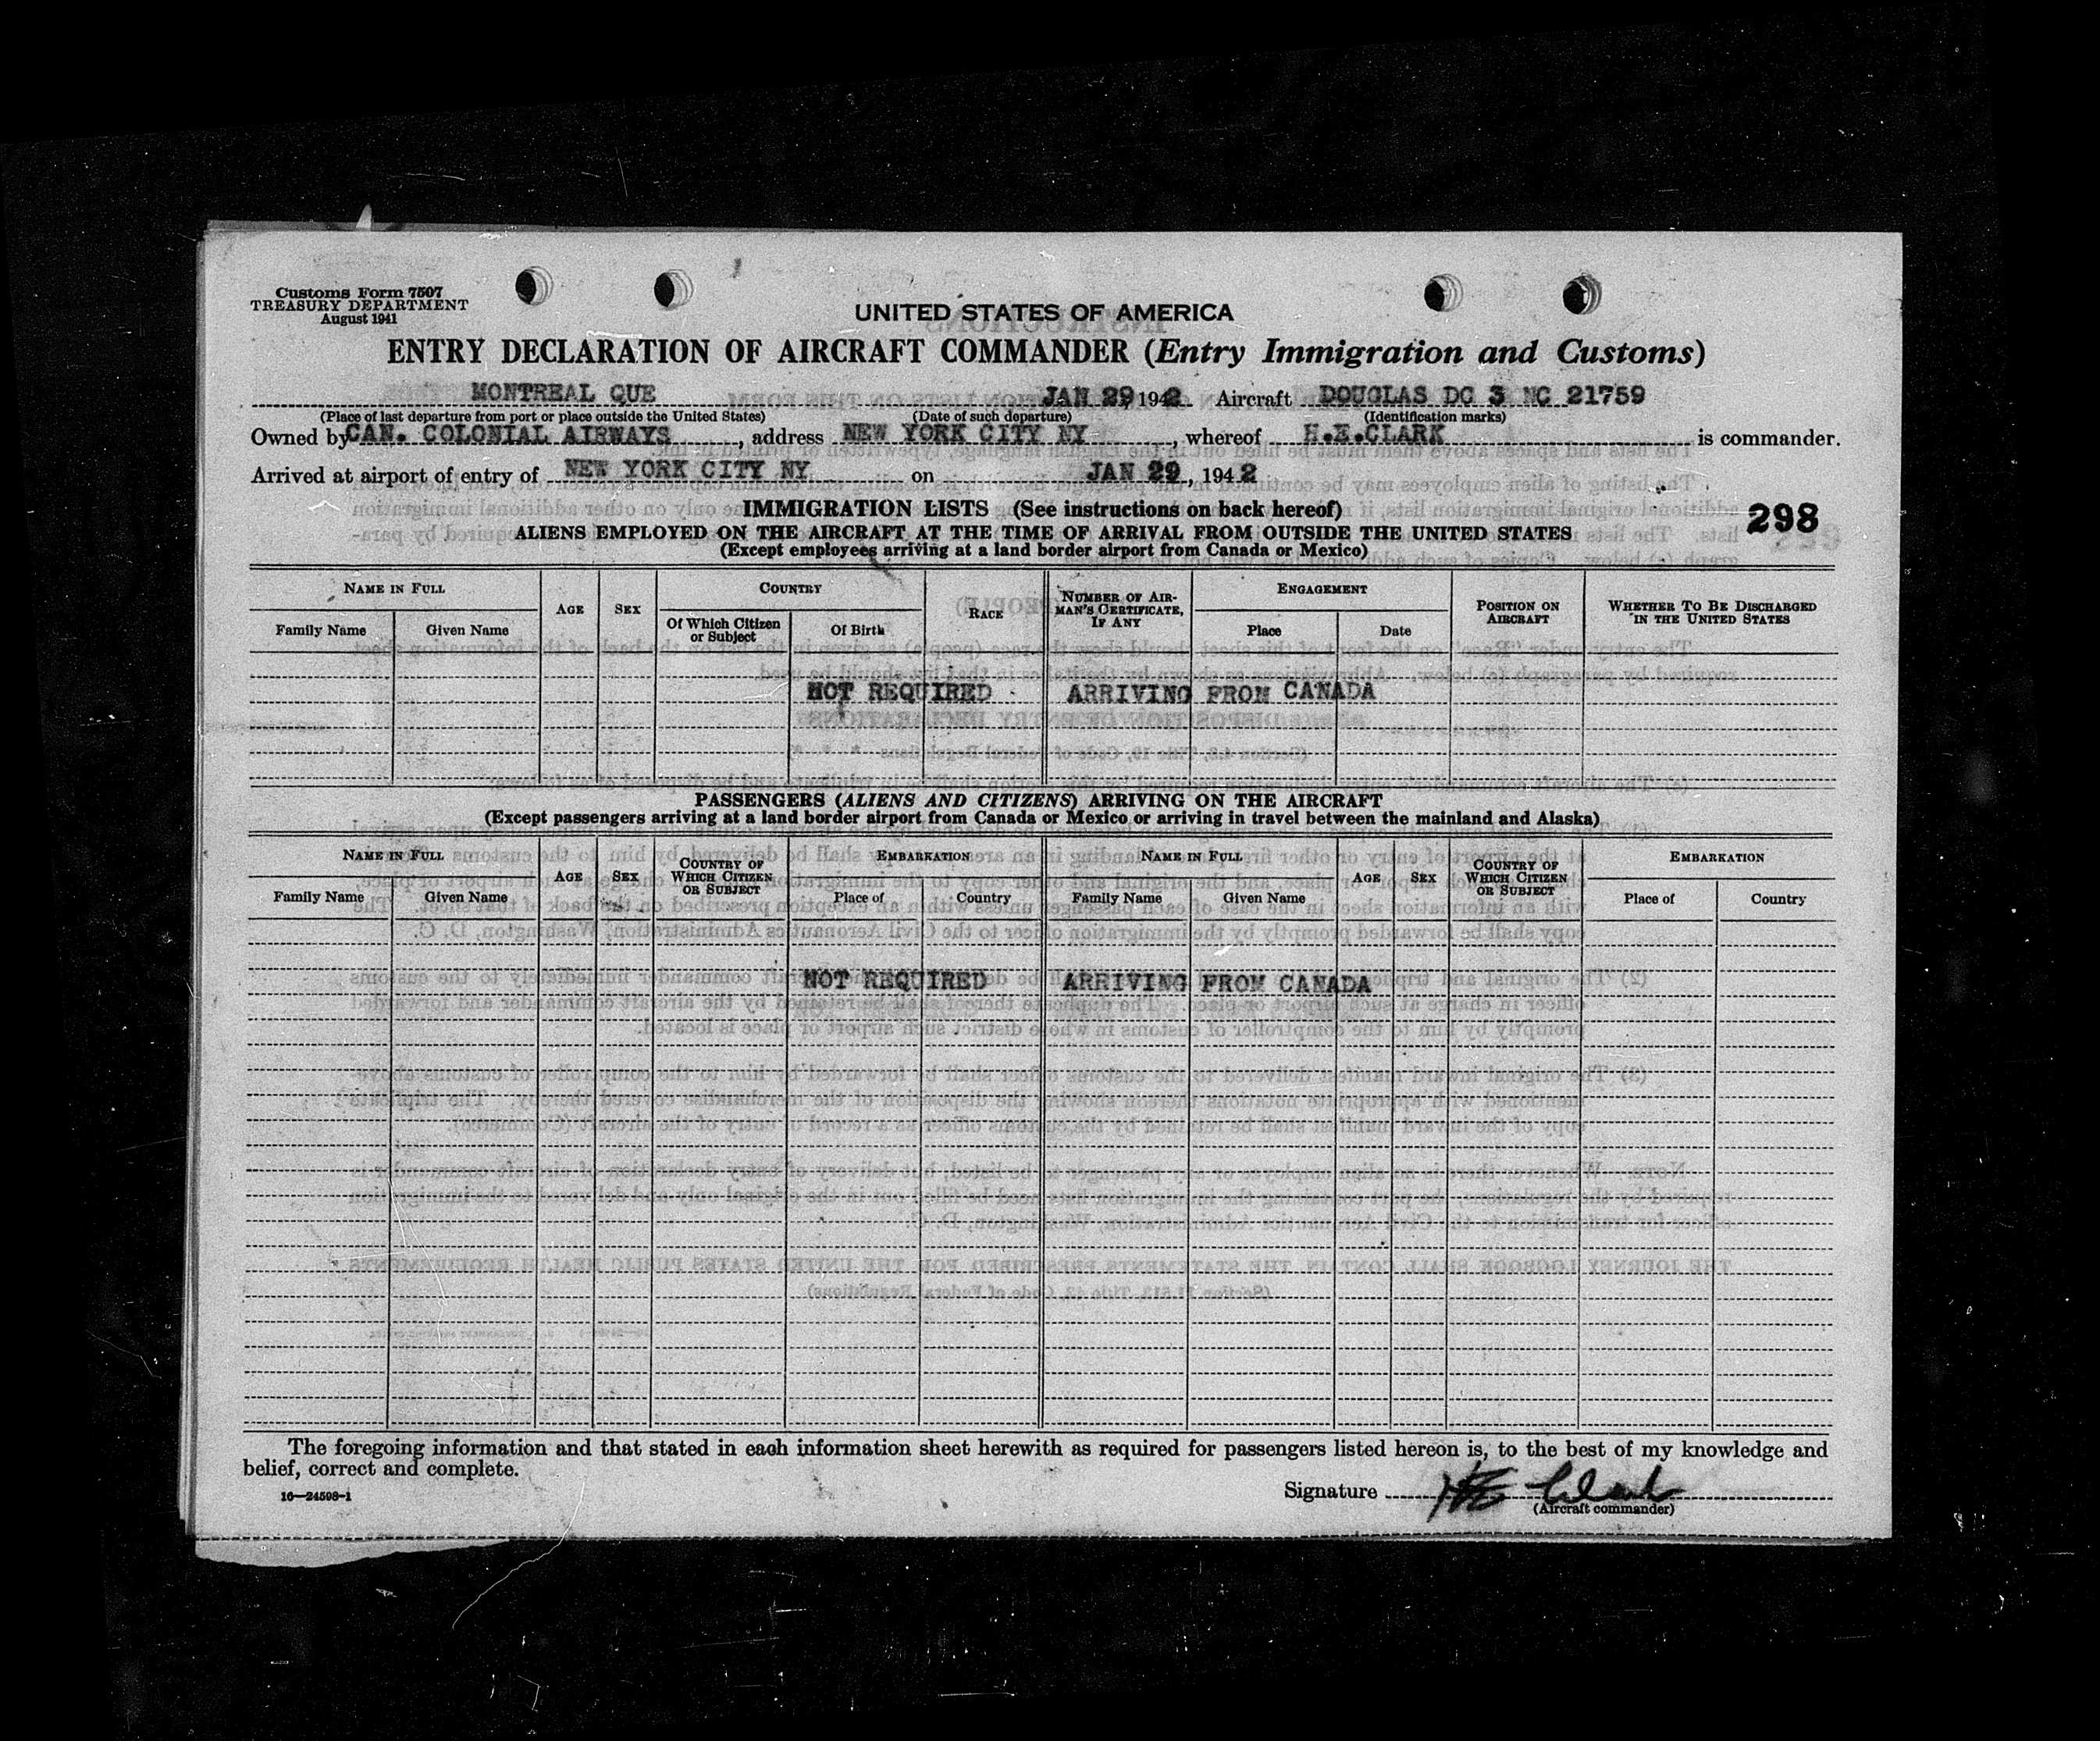 Customs Form 7507
TREASURY DEPARTMENT
August 1941
UNITED STATES OF AMERICA
ENTRY DECLARATION OF AIRCRAFT COMMANDER (Entry Immigration and Customs)
MONTREAL QUE JAN 29, 1942 Aircraft DOUGLAS DC 3 NC 21759
(Place of last departure from port or place outside the United States) (Date of such departure) (Identification marks)
Owned by CAN. COLONIAL AIRWAYS, address NEW YORK CITY NY, whereof H.E.CLARK is commander.
Arrived at airport of entry of NEW YORK CITY NY on JAN 29, 1942
IMMIGRATION LISTS (See instructions on back hereof)
298
ALIENS EMPLOYED ON THE AIRCRAFT AT THE TIME OF ARRIVAL FROM OUTSIDE THE UNITED STATES
(Except employees arriving at a land border airport from Canada or Mexico)
NAME IN FULL AGE SEX COUNTRY RACE NUMBER OF AIRMAN'S CERTIFICATE, IF ANY ENGAGEMENT POSITION ON AIRCRAFT WHETHER TO BE DISCHARGED IN THE UNITED STATES
Family Name Given Name Of Which Citizen or Subject Of Birth Place Date
NOT REQUIRED ARRIVING FROM CANADA
PASSENGERS (ALIENS AND CITIZENS) ARRIVING ON THE AIRCRAFT
(Except passengers arriving at a land border airport from Canada or Mexico or arriving in travel between the mainland and Alaska)
NAME IN FULL AGE SEX COUNTRY OF WHICH CITIZEN OR SUBJECT EMBARKATION NAME IN FULL AGE SEX COUNTRY OF WHICH CITIZEN OR SUBJECT EMBARKATION
Family Name Given Name Place of Country Family Name Given Name Place of Country
NOT REQUIRED ARRIVING FROM CANADA
The foregoing information and that stated in each information sheet herewith as required for passengers listed hereon is, to the best of my knowledge and
belief, correct and complete.
16—24598-1
Signature HE Clark
(Aircraft commander)